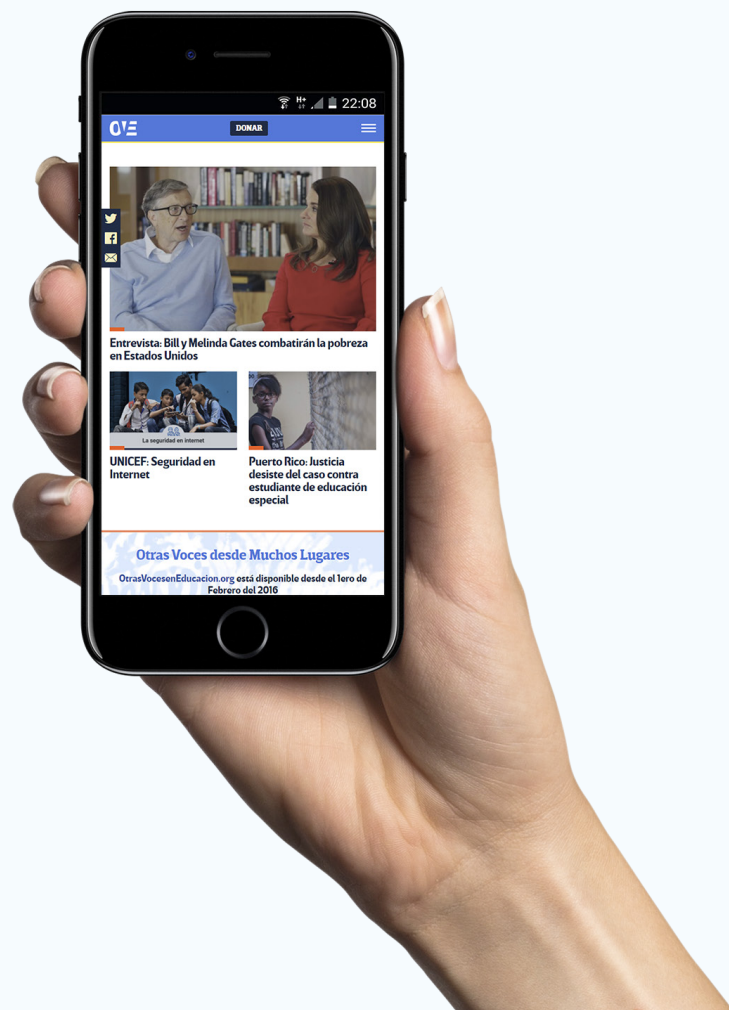 H+
22:08
OVE
DONAR
Entrevista: Bill y Melinda Gates combatirán la pobreza
en Estados Unidos
La seguridad en internet
UNICEF: Seguridad en
Internet
Puerto Rico: Justicia
desiste del caso contra
estudiante de educación
especial
Otras Voces desde Muchos Lugares
OtrasVocesenEducacion.org está disponible desde el 1ero de
Febrero del 2016